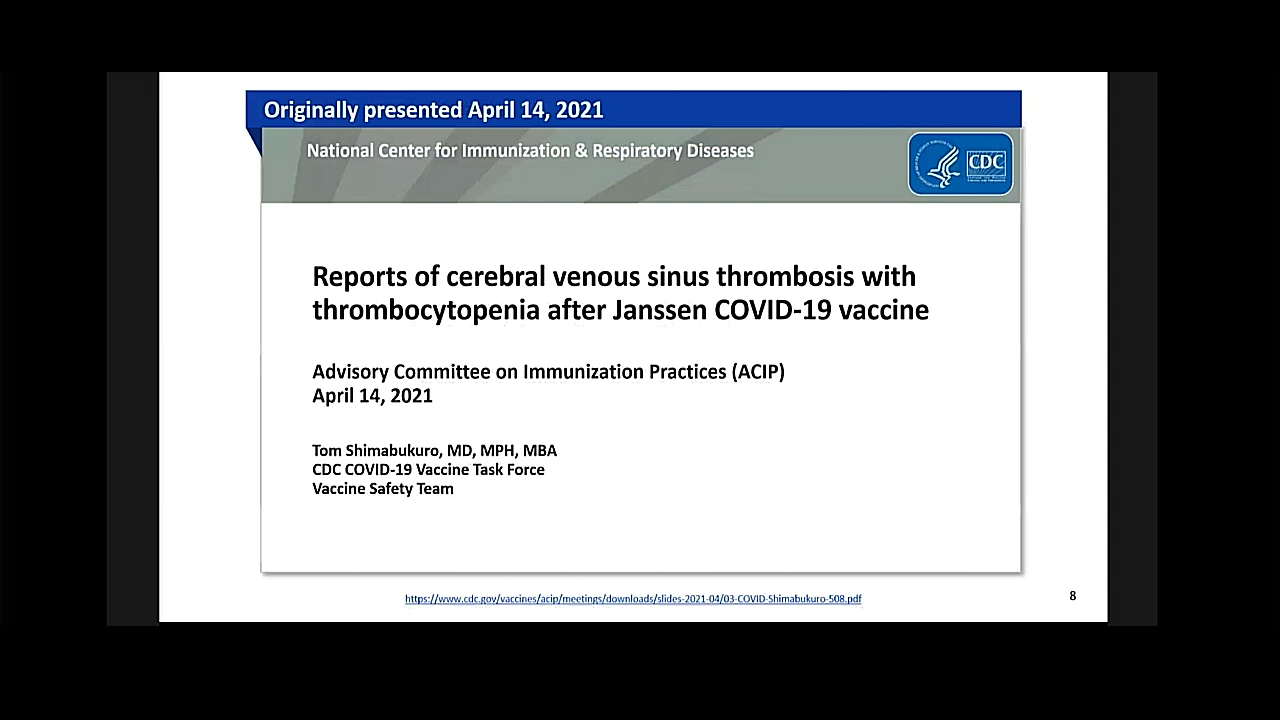 Originally presented April 14, 2021
National Center for Immunization & Respiratory Diseases
CDC
Reports of cerebral venous sinus thrombosis with
thrombocytopenia after Janssen COVID-19 vaccine
Advisory Committee on Immunization Practices (ACIP)
April 14, 2021
Tom Shimabukuro, MD, MPH, MBA
CDC COVID-19 Vaccine Task Force
Vaccine Safety Team
https://www.cdc.gov/vaccines/acip/meetings/downloads/slides-2021-04/03-COVID-Shimabukuro-508.pdf
8